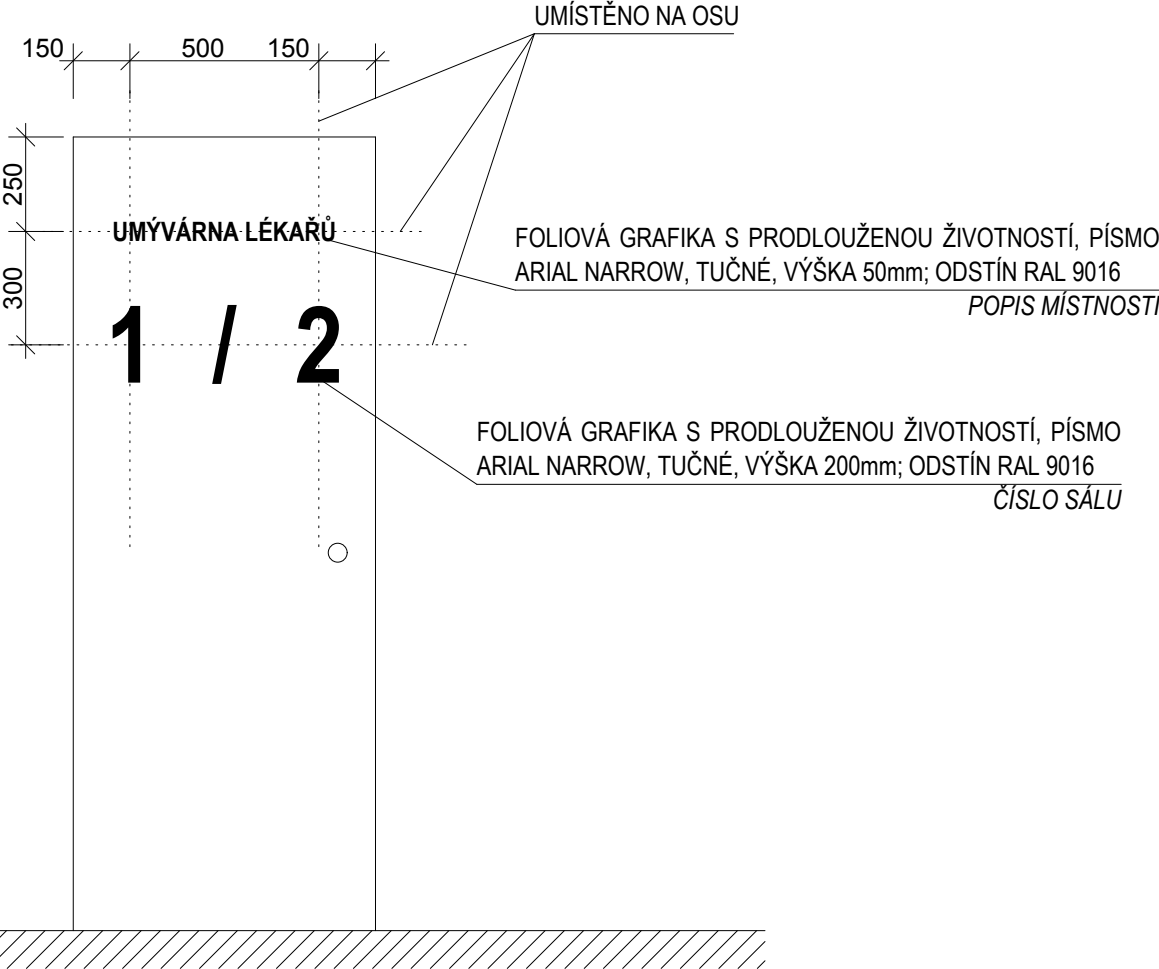 UMÍSTĚNO NA OSU
150 500 150
250
UMÝVÁRNA LÉKAŘŮ
300
1 / 2
FOLIOVÁ GRAFIKA S PRODLOUŽENOU ŽIVOTNOSTÍ, PÍSMO
ARIAL NARROW, TUČNÉ, VÝŠKA 50mm; ODSTÍN RAL 9016
POPIS MÍSTNOSTI
FOLIOVÁ GRAFIKA S PRODLOUŽENOU ŽIVOTNOSTÍ, PÍSMO
ARIAL NARROW, TUČNÉ, VÝŠKA 200mm; ODSTÍN RAL 9016
ČÍSLO SÁLU